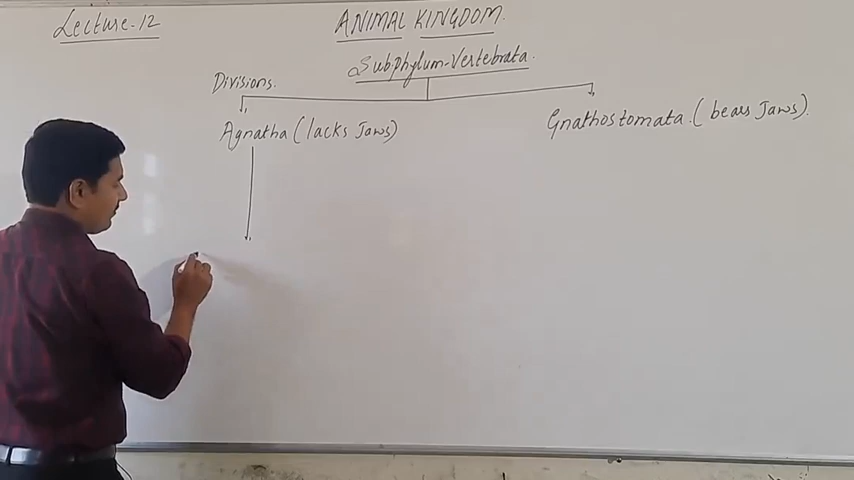 Lecture-12
ANIMAL KINGDOM.
Subphylum-Vertebrata.
Divisions.
Agnatha (lacks Jaws)
Gnathostomata. (bears Jaws).